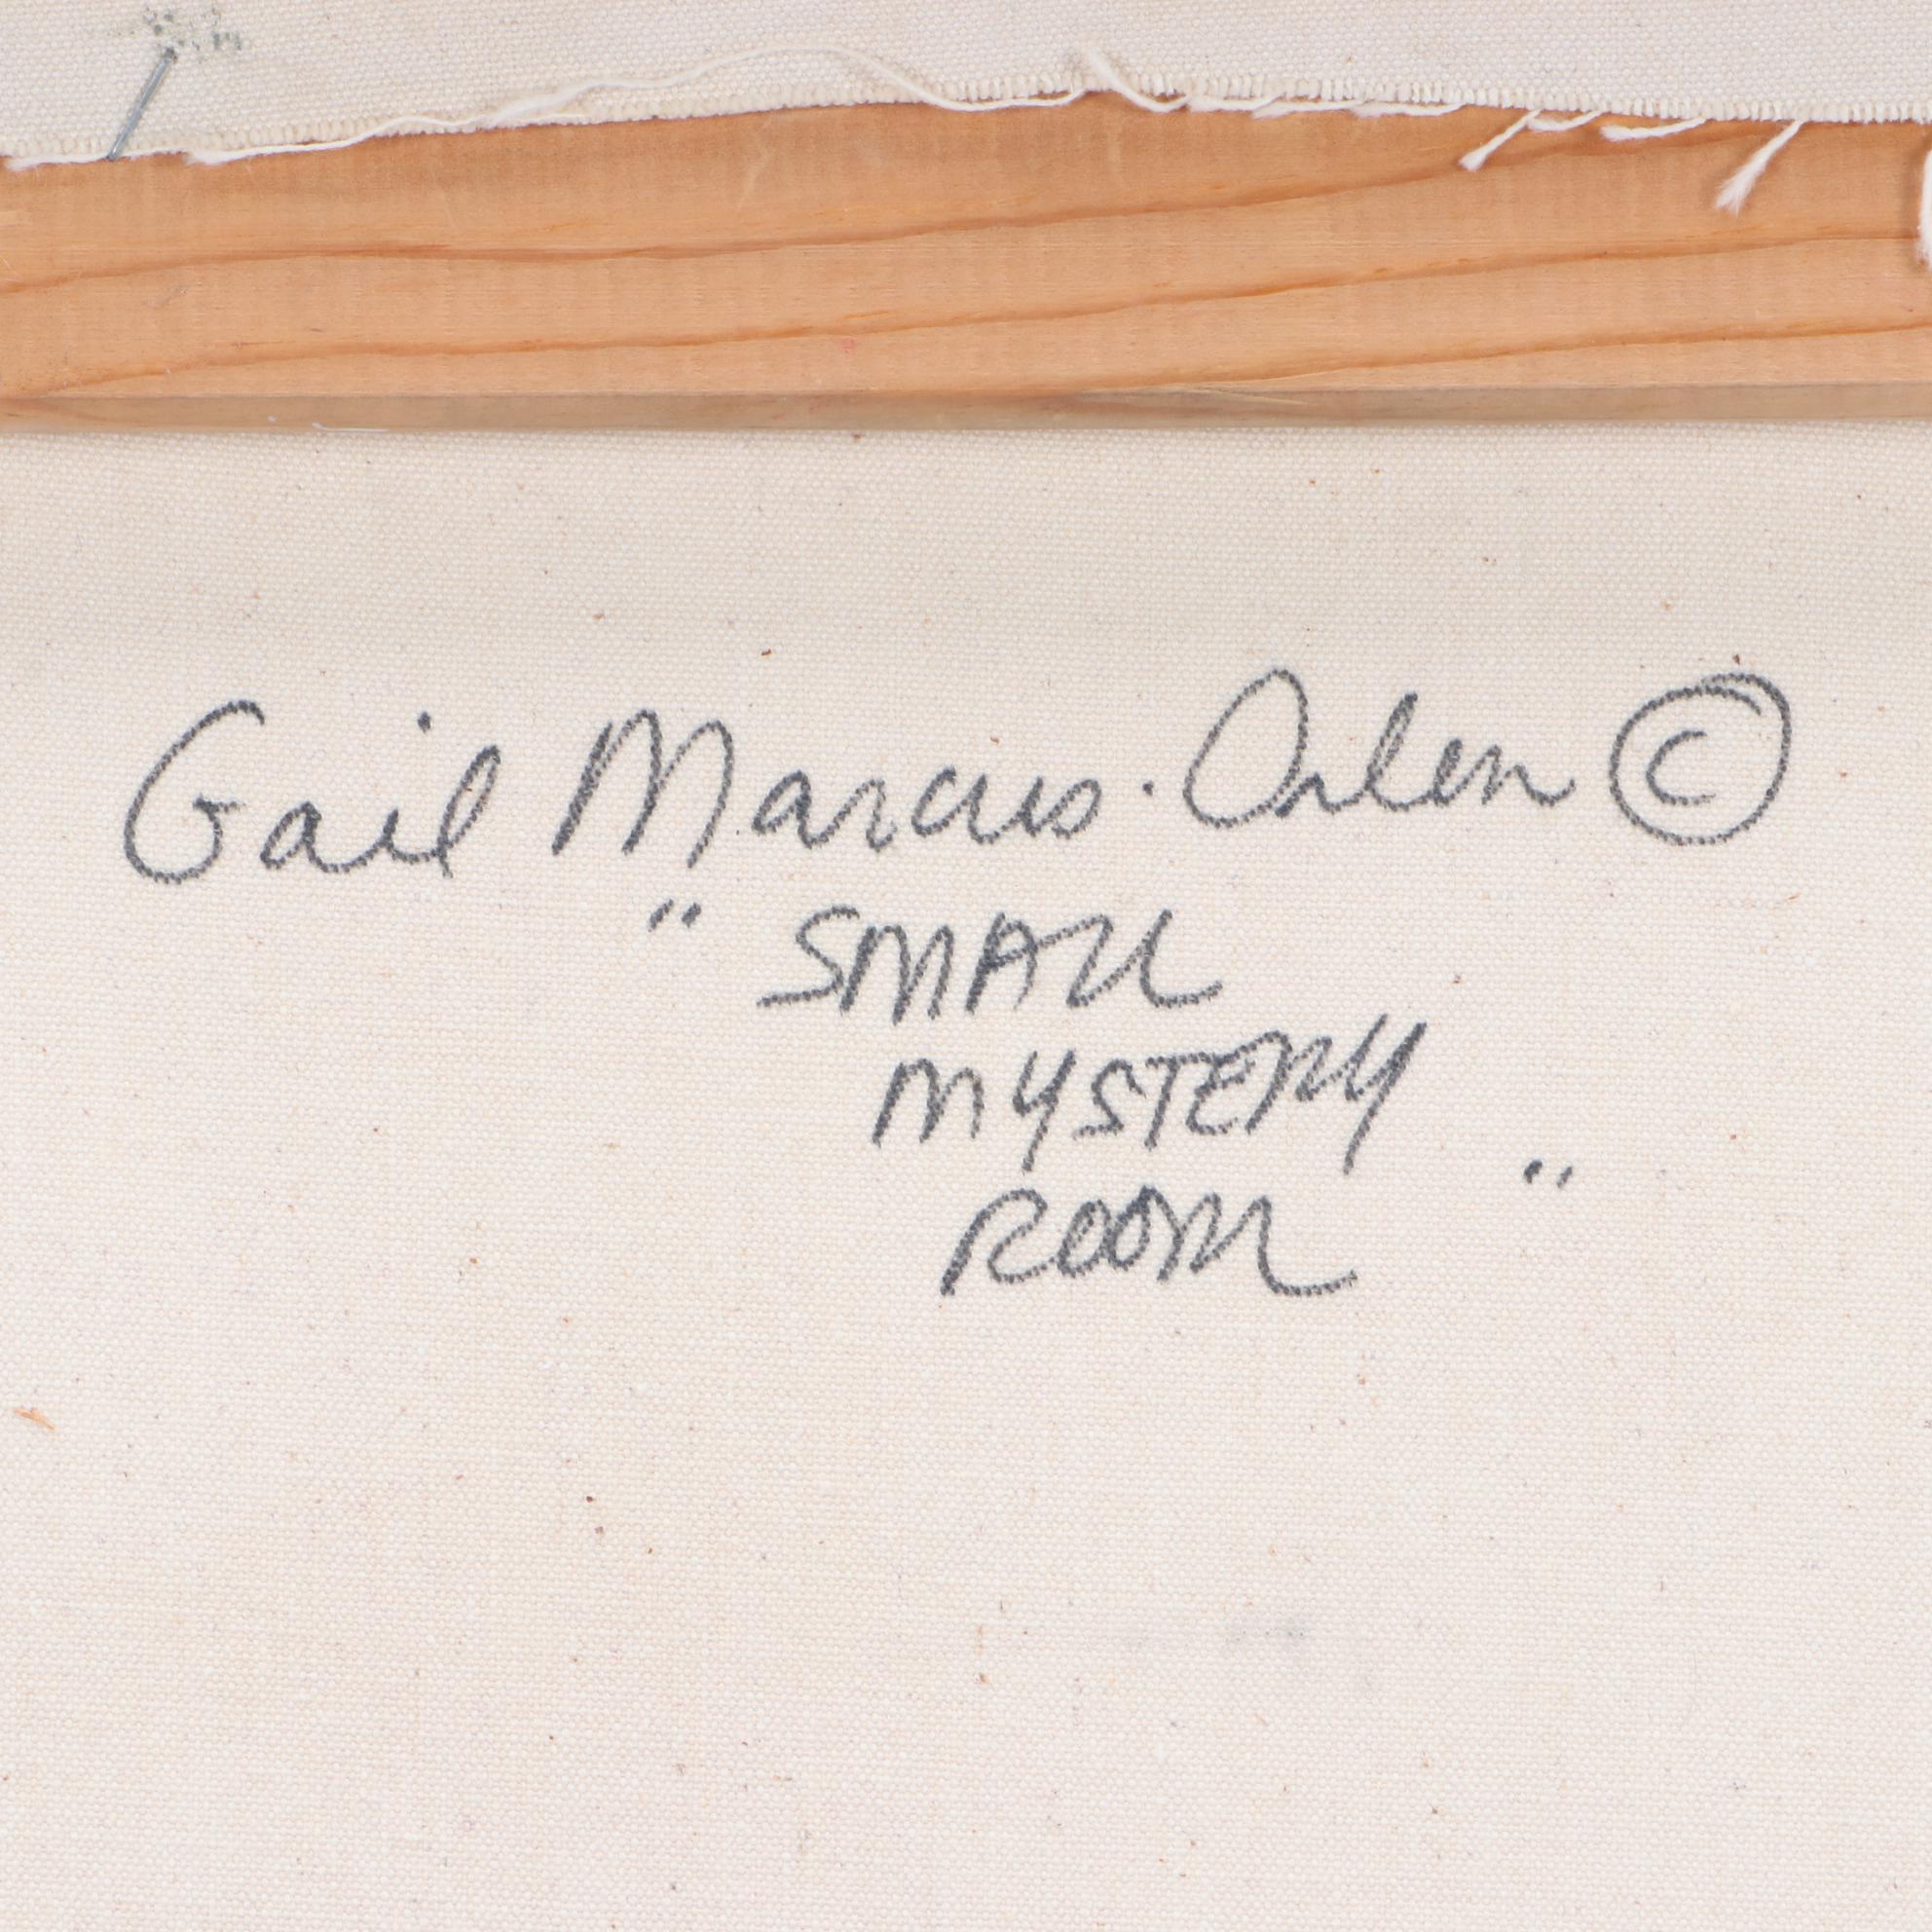 Gail Marcus-Orlen ©
"SMALL
MYSTERY
ROOM"